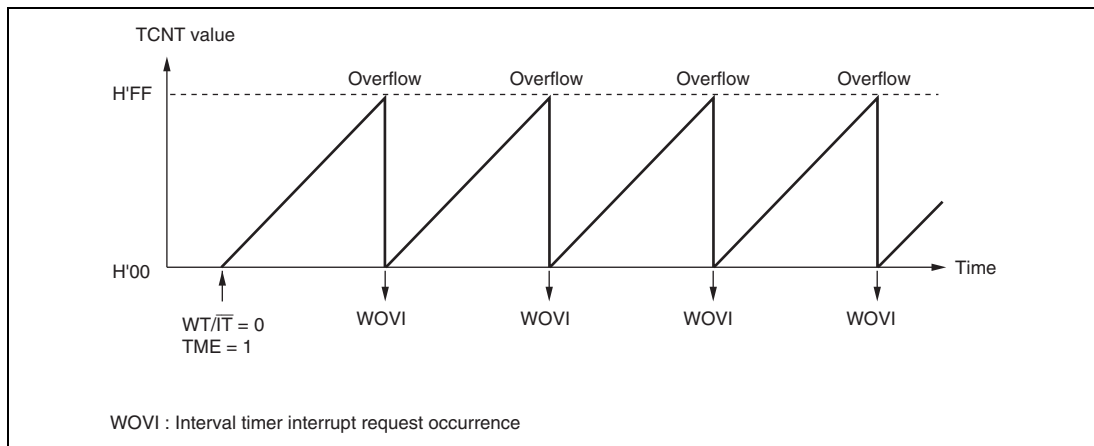 TCNT value
Overflow Overflow Overflow Overflow
H'FF
H'00
Time
WT/I̅T̅ = 0
TME = 1
WOVI WOVI WOVI WOVI
WOVI : Interval timer interrupt request occurrence